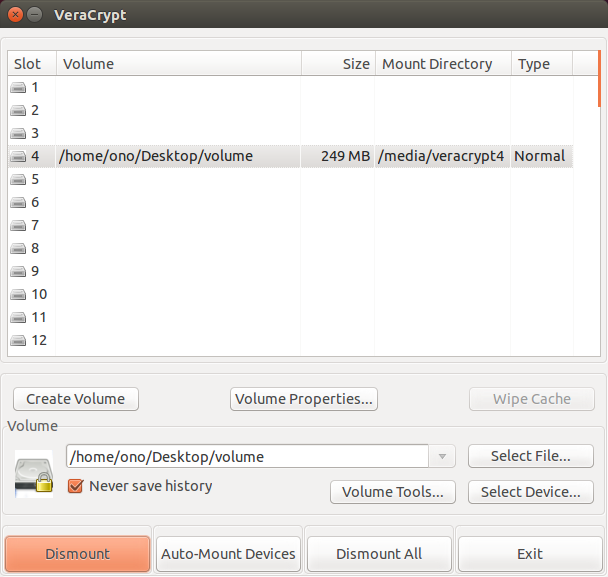 VeraCrypt
Slot Volume Size Mount Directory Type
1
2
3
4 /home/ono/Desktop/volume 249 MB /media/veracrypt4 Normal
5
6
7
8
9
10
11
12
Create Volume Volume Properties... Wipe Cache
Volume
/home/ono/Desktop/volume Select File...
Never save history Volume Tools... Select Device...
Dismount Auto-Mount Devices Dismount All Exit